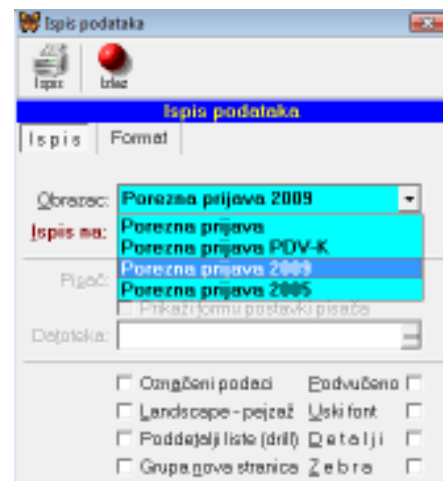 Ispis podataka
Ispis Izlaz
Ispis podataka
Ispis Format
Obrazac: Porezna prijava 2009
Ispis na: Porezna prijava
Porezna prijava PDV-K
Porezna prijava 2009
Pisač: Porezna prijava 2005
Prikaži formu postavki pisača
Datoteka:
Označeni podaci Podvučeno
Landscape - pejzaž Uski font
Poddetalji liste (drill) Detalji
Grupa nova stranica Zebra